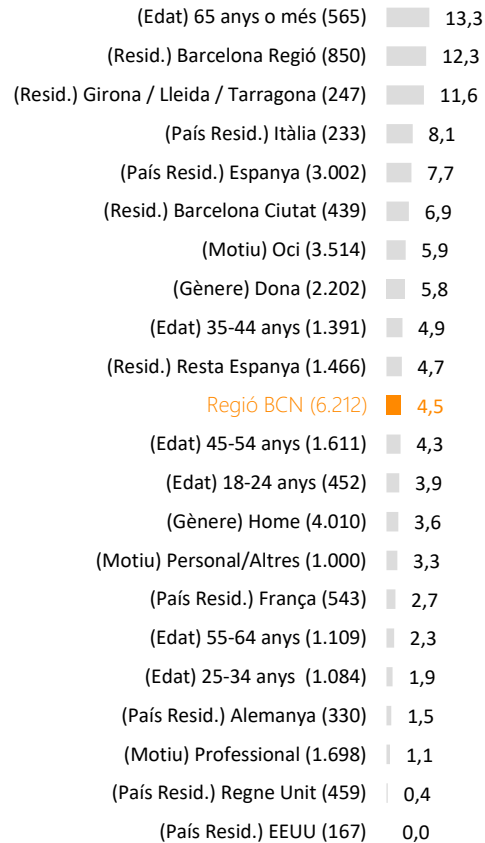 (Edat) 65 anys o més (565) 13,3
(Resid.) Barcelona Regió (850) 12,3
(Resid.) Girona / Lleida / Tarragona (247) 11,6
(País Resid.) Itàlia (233) 8,1
(País Resid.) Espanya (3.002) 7,7
(Resid.) Barcelona Ciutat (439) 6,9
(Motiu) Oci (3.514) 5,9
(Gènere) Dona (2.202) 5,8
(Edat) 35-44 anys (1.391) 4,9
(Resid.) Resta Espanya (1.466) 4,7
Regió BCN (6.212) 4,5
(Edat) 45-54 anys (1.611) 4,3
(Edat) 18-24 anys (452) 3,9
(Gènere) Home (4.010) 3,6
(Motiu) Personal/Altres (1.000) 3,3
(País Resid.) França (543) 2,7
(Edat) 55-64 anys (1.109) 2,3
(Edat) 25-34 anys (1.084) 1,9
(País Resid.) Alemanya (330) 1,5
(Motiu) Professional (1.698) 1,1
(País Resid.) Regne Unit (459) 0,4
(País Resid.) EEUU (167) 0,0